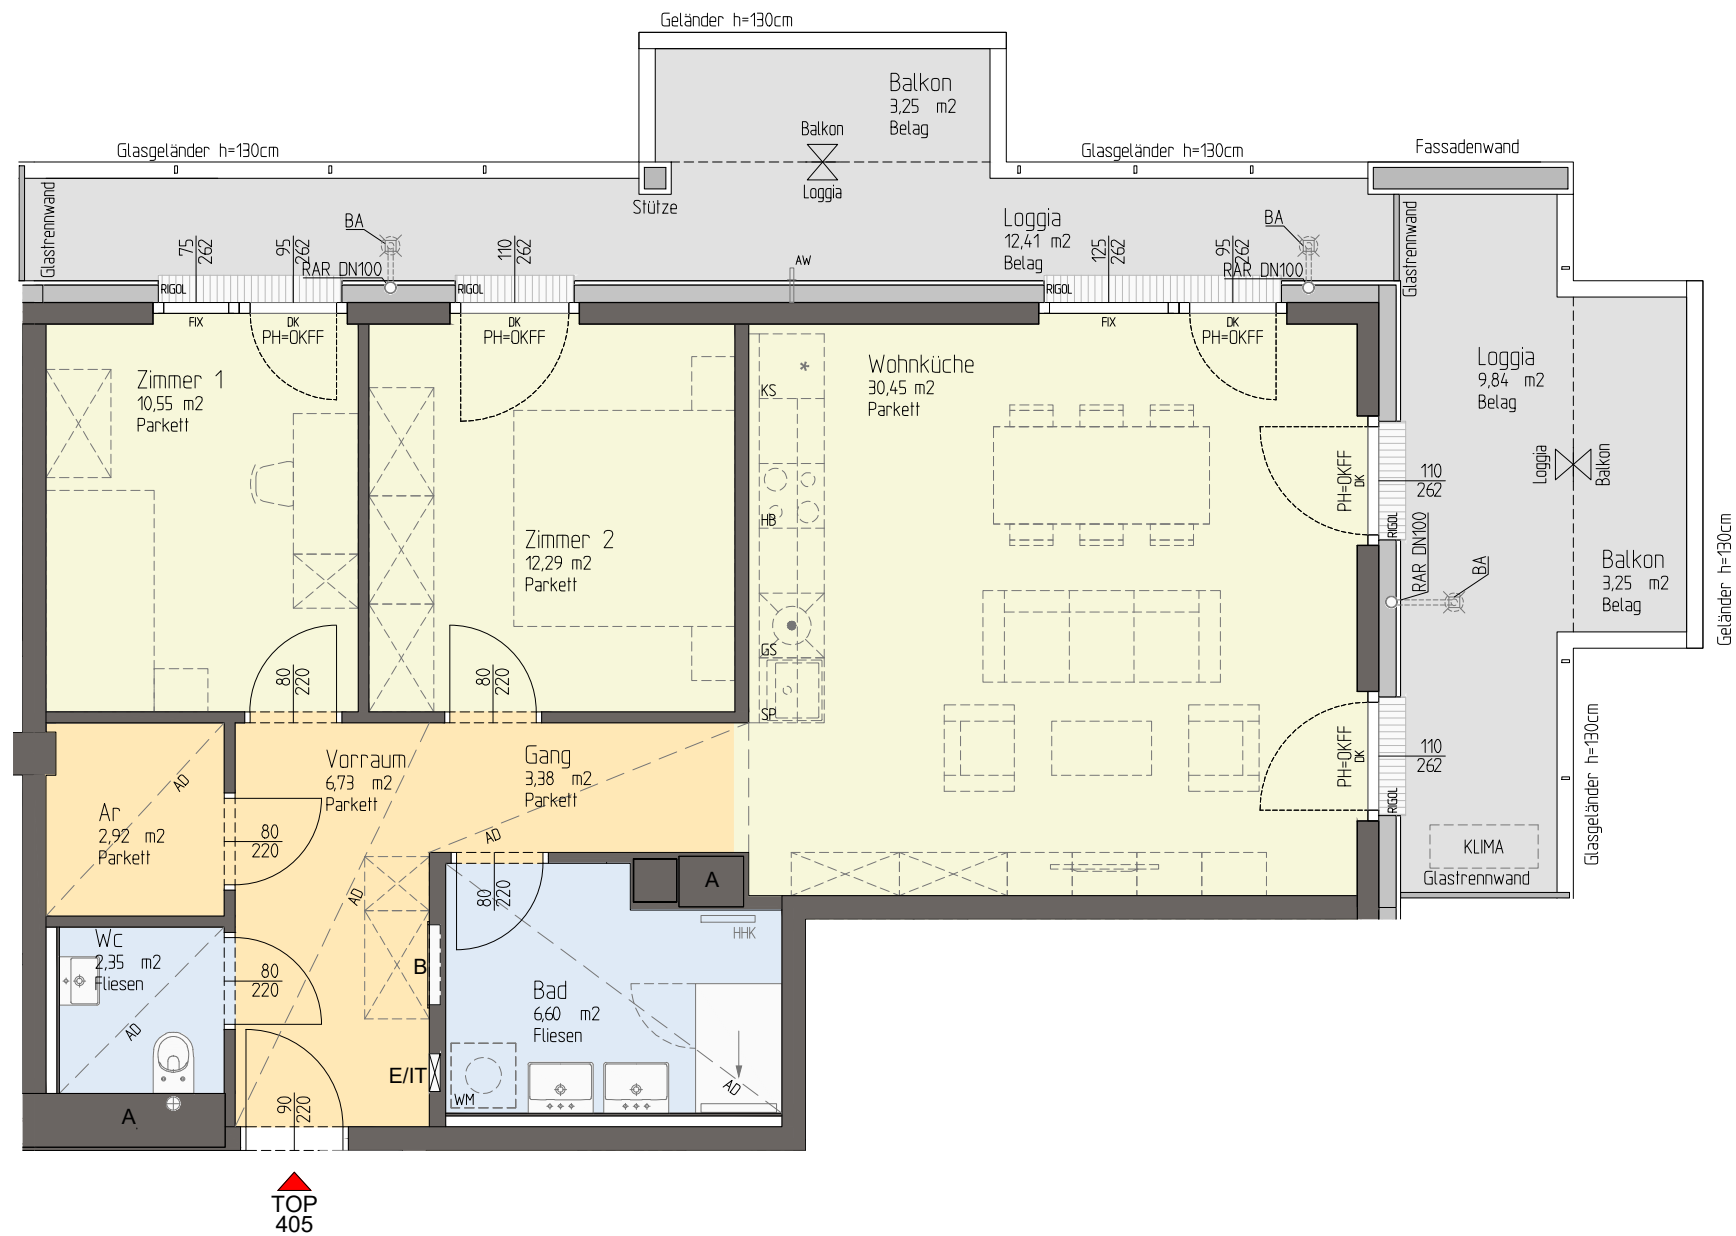 Geländer h=130cm
Balkon
3,25 m2
Belag
Glasgeländer h=130cm
Balkon
Loggia
Glasgeländer h=130cm
Fassadenwand
Stütze
Glastrennwand
BA
75
262
95
262
RAR DN100
110
262
Loggia
12,41 m2
Belag
AW
125
262
95
262
BA
RAR DN100
Glastrennwand
RIGOL
RIGOL
RIGOL
FIX
DK
PH=OKFF
DK
PH=OKFF
FIX
DK
PH=OKFF
Zimmer 1
10,55 m2
Parkett
Zimmer 2
12,29 m2
Parkett
Wohnküche
30,45 m2
Parkett
*
KS
HB
GS
SP
Loggia
9,84 m2
Belag
Loggia
Balkon
PH=OKFF
DK
110
262
RIGOL
RAR DN100
BA
Balkon
3,25 m2
Belag
Geländer h=130cm
80
220
80
220
PH=OKFF
DK
110
262
RIGOL
Glasgeländer h=130cm
KLIMA
Glastrennwand
Vorraum
6,73 m2
Parkett
Gang
3,38 m2
Parkett
AD
Ar
2,92 m2
Parkett
AD
80
220
AD
80
220
A
HHK
Wc
2,35 m2
Fliesen
AD
80
220
B
Bad
6,60 m2
Fliesen
E/IT
WM
AD
A
90
220
TOP
405